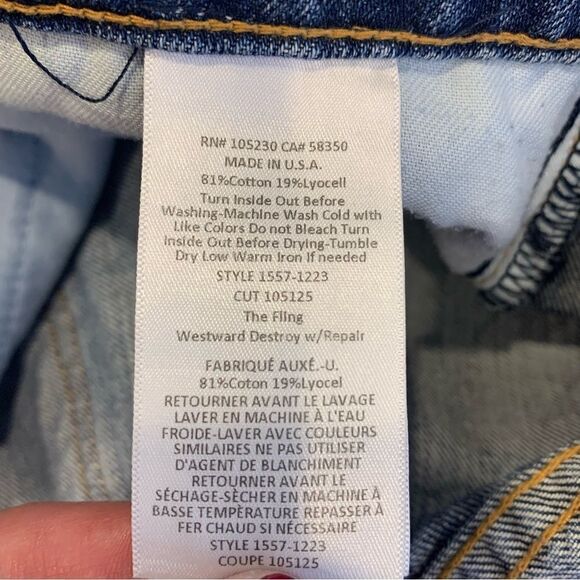 RN# 105230 CA# 58350
MADE IN U.S.A.
81%Cotton 19%Lyocell
Turn Inside Out Before
Washing-Machine Wash Cold with
Like Colors Do not Bleach Turn
Inside Out Before Drying-Tumble
Dry Low Warm Iron If needed
STYLE 1557-1223
CUT 105125
The Fling
Westward Destroy w/Repair
FABRIQUÉ AUXÉ.-U.
81%Coton 19%Lyocel
RETOURNER AVANT LE LAVAGE
LAVER EN MACHINE À L'EAU
FROIDE-LAVER AVEC COULEURS
SIMILAIRES NE PAS UTILISER
D'AGENT DE BLANCHIMENT
RETOURNER AVANT LE
SÉCHAGE-SÈCHER EN MACHINE À
BASSE TEMPÈRATURE REPASSER À
FER CHAUD SI NÉCESSAIRE
STYLE 1557-1223
COUPE 105125